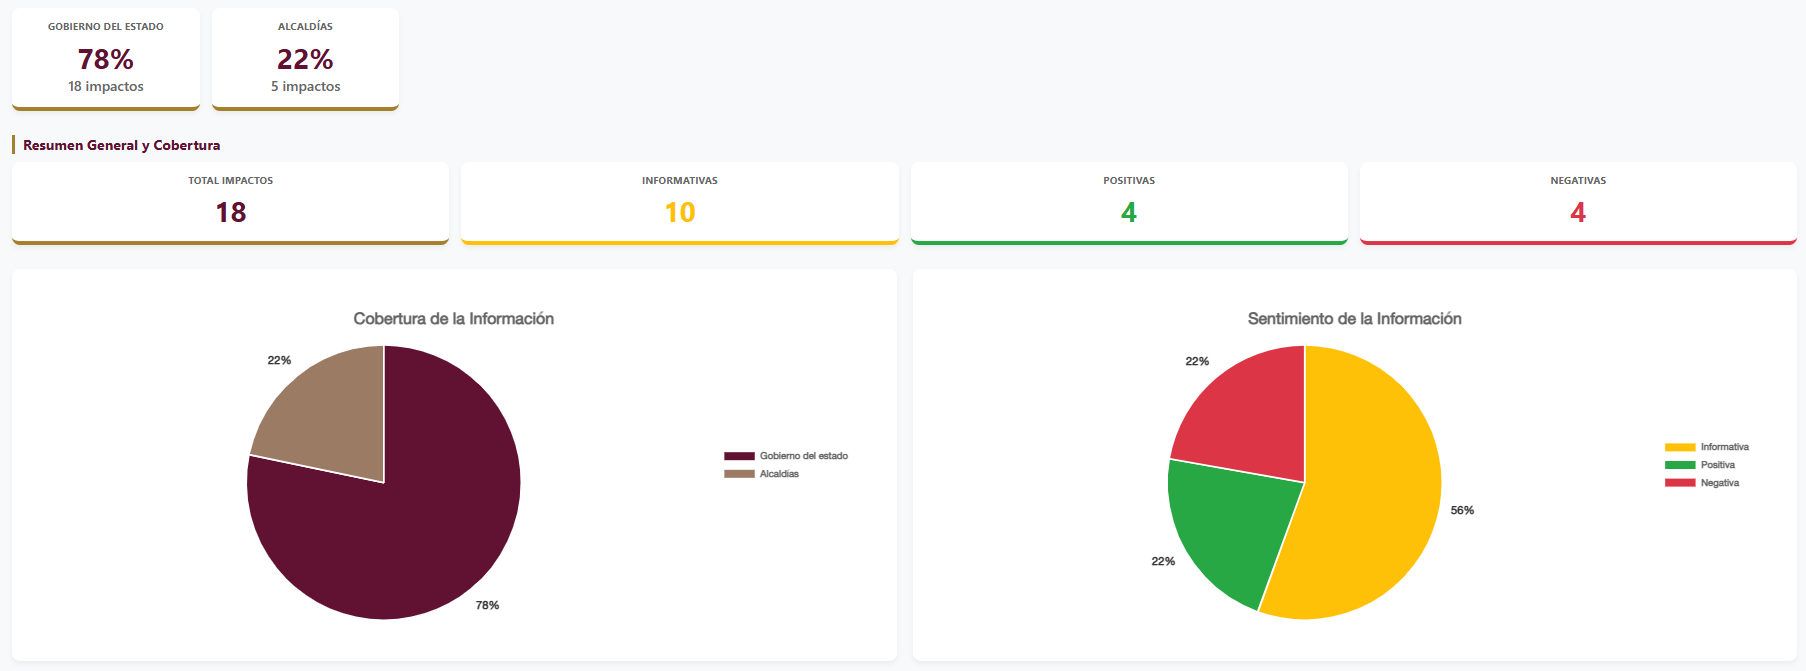 GOBIERNO DEL ESTADO
78%
18 impactos
ALCALDÍAS
22%
5 impactos
Resumen General y Cobertura
TOTAL IMPACTOS
18
INFORMATIVAS
10
POSITIVAS
4
NEGATIVAS
4
Cobertura de la Información
22%
78%
Gobierno del estado
Alcaldías
Sentimiento de la Información
22%
56%
22%
Informativa
Positiva
Negativa